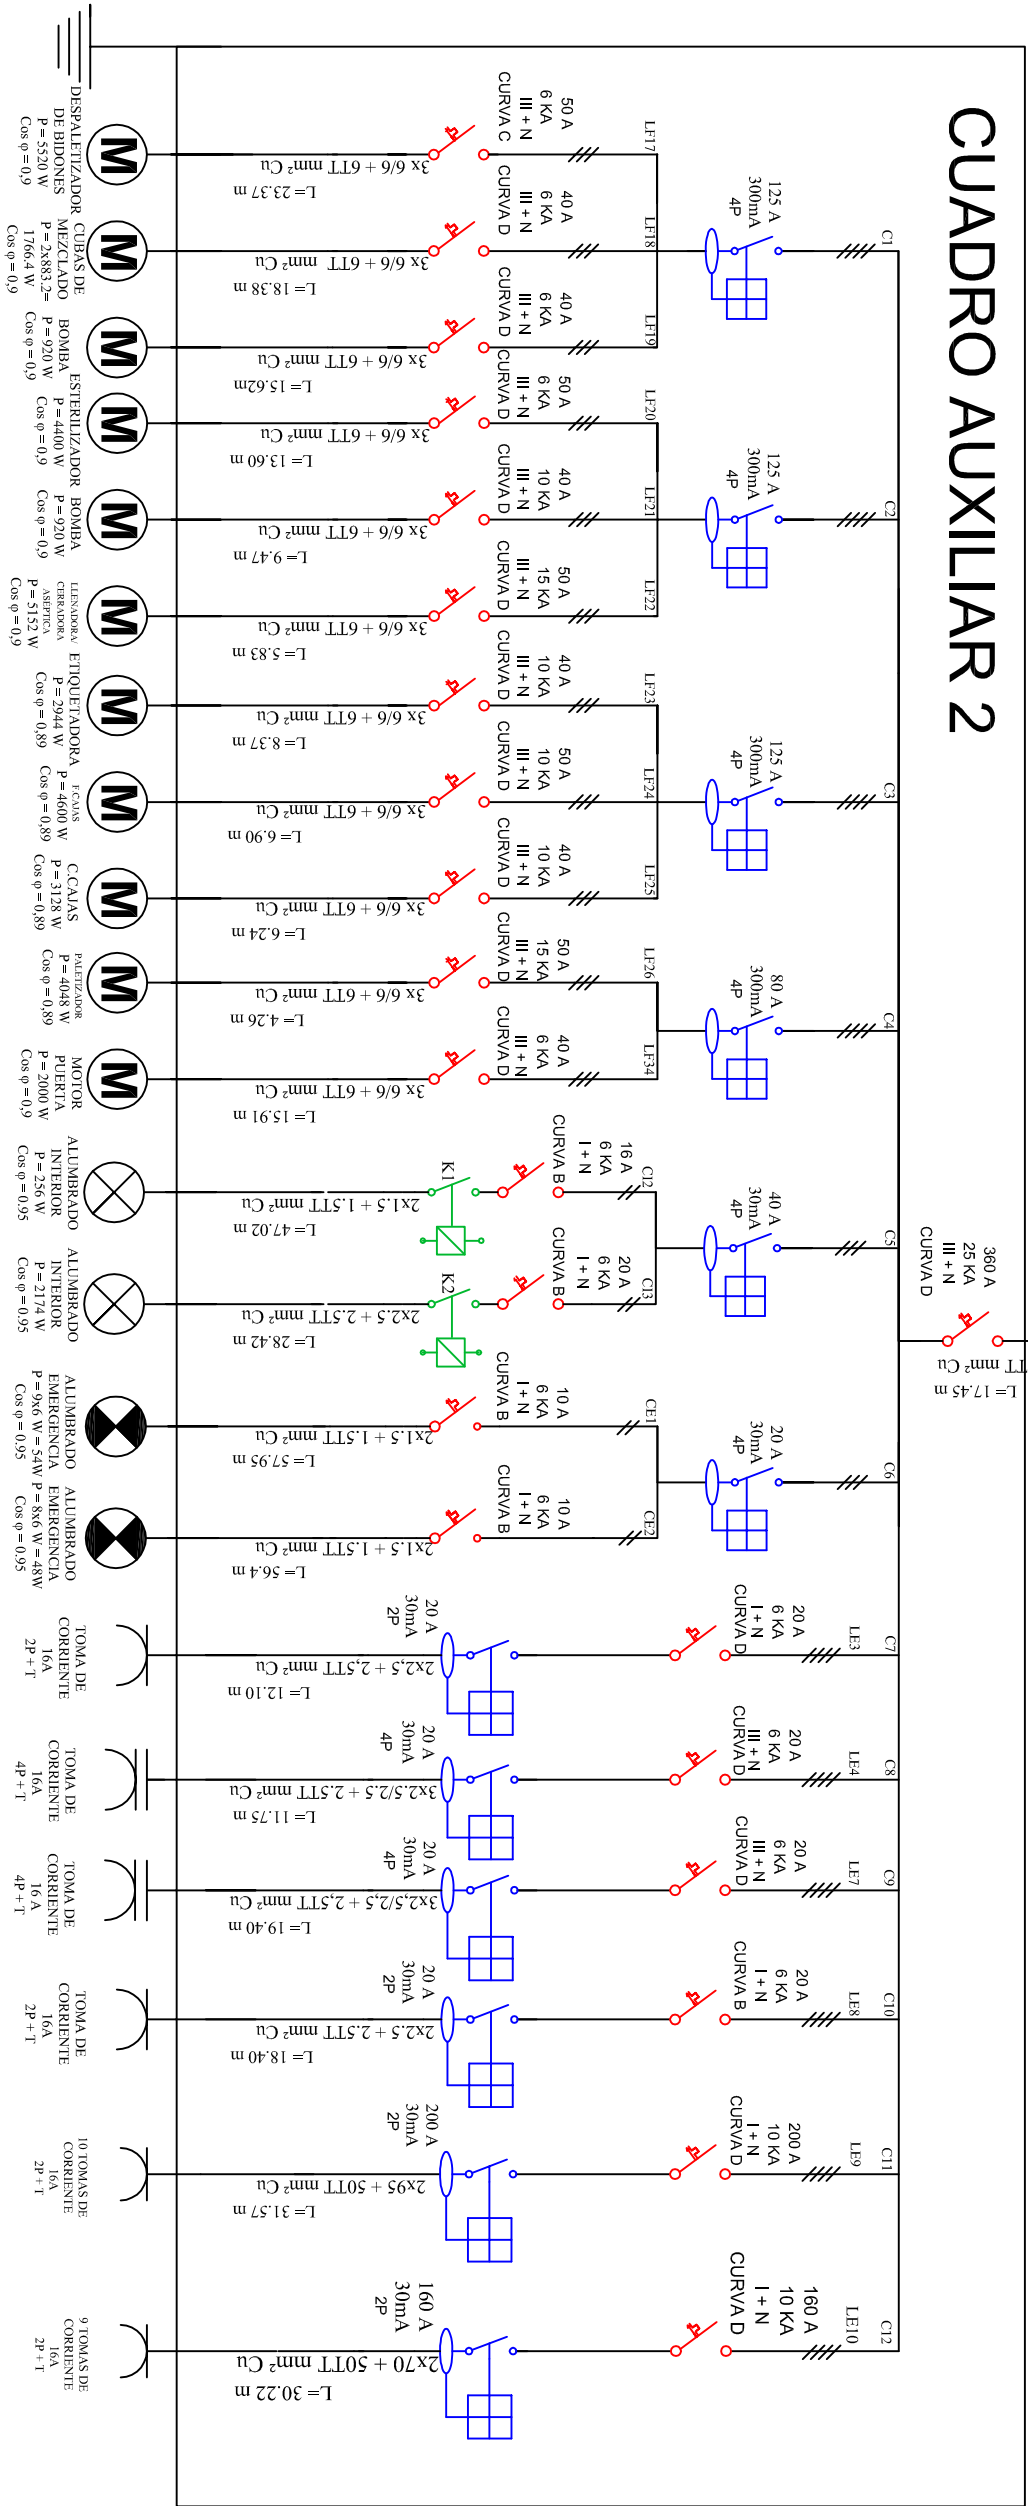 CUADRO AUXILIAR 2
360 A
25 KA
III + N
CURVA D
TT mm² Cu
L= 17.45 m
C1
125 A
300mA
4P
LF17
50 A
6 KA
III + N
CURVA C
3x 6/6 + 6TT mm² Cu
L= 23.37 m
DESPALETIZADOR
DE BIDONES
P = 5520 W
Cos φ = 0,9
LF18
40 A
6 KA
III + N
CURVA D
3x 6/6 + 6TT mm² Cu
L= 18.38 m
CUBAS DE
MEZCLADO
P = 2x883.2=
1766.4 W
Cos φ = 0,9
LF19
40 A
6 KA
III + N
CURVA D
3x 6/6 + 6TT mm² Cu
L= 15.62m
BOMBA
P = 920 W
Cos φ = 0,9
C2
125 A
300mA
4P
LF20
50 A
6 KA
III + N
CURVA D
3x 6/6 + 6TT mm² Cu
L= 13.60 m
ESTERILIZADOR
P = 4400 W
Cos φ = 0,9
LF21
40 A
10 KA
III + N
CURVA D
3x 6/6 + 6TT mm² Cu
L= 9.47 m
BOMBA
P = 920 W
Cos φ = 0,9
LF22
50 A
15 KA
III + N
CURVA D
3x 6/6 + 6TT mm² Cu
L= 5.83 m
LLENADORA/
CERRADORA
ASÉPTICA
P = 5152 W
Cos φ = 0,9
C3
125 A
300mA
4P
LF23
40 A
10 KA
III + N
CURVA D
3x 6/6 + 6TT mm² Cu
L= 8.37 m
ETIQUETADORA
P = 2944 W
Cos φ = 0,89
LF24
50 A
10 KA
III + N
CURVA D
3x 6/6 + 6TT mm² Cu
L= 6.90 m
F.CAJAS
P = 4600 W
Cos φ = 0,89
LF25
40 A
10 KA
III + N
CURVA D
3x 6/6 + 6TT mm² Cu
L= 6.24 m
C.CAJAS
P = 3128 W
Cos φ = 0,89
C4
80 A
300mA
4P
LF26
50 A
15 KA
III + N
CURVA D
3x 6/6 + 6TT mm² Cu
L= 4.26 m
PALETIZADOR
P = 4048 W
Cos φ = 0,89
LF34
40 A
6 KA
III + N
CURVA D
3x 6/6 + 6TT mm² Cu
L= 15.91 m
MOTOR
PUERTA
P = 2000 W
Cos φ = 0,9
M
M
M
M
M
M
M
M
M
M
M
C5
40 A
30mA
4P
CI2
16 A
6 KA
I + N
CURVA B
K1
2x1.5 + 1.5TT mm² Cu
L= 47.02 m
ALUMBRADO
INTERIOR
P = 256 W
Cos φ = 0.95
CI3
20 A
6 KA
I + N
CURVA B
K2
2x2.5 + 2.5TT mm² Cu
L= 28.42 m
ALUMBRADO
INTERIOR
P = 2174 W
Cos φ = 0.95
C6
20 A
30mA
4P
CE1
10 A
6 KA
I + N
CURVA B
2x1.5 + 1.5TT mm² Cu
L= 57.95 m
ALUMBRADO
EMERGENCIA
P = 9x6 W = 54W
Cos φ = 0.95
CE2
10 A
6 KA
I + N
CURVA B
2x1.5 + 1.5TT mm² Cu
L= 56.4 m
ALUMBRADO
EMERGENCIA
P = 8x6 W = 48W
Cos φ = 0.95
C7
LE3
20 A
6 KA
I + N
CURVA D
20 A
30mA
2P
2x2,5 + 2,5TT mm² Cu
L= 12.10 m
TOMA DE
CORRIENTE
16A
2P + T
C8
LE4
20 A
6 KA
III + N
CURVA D
20 A
30mA
4P
3x2.5/2.5 + 2.5TT mm² Cu
L= 11.75 m
TOMA DE
CORRIENTE
16A
4P + T
C9
LE7
20 A
6 KA
III + N
CURVA D
20 A
30mA
4P
3x2,5/2,5 + 2,5TT mm² Cu
L= 19.40 m
TOMA DE
CORRIENTE
16 A
4P + T
C10
LE8
20 A
6 KA
I + N
CURVA B
20 A
30mA
2P
2x2.5 + 2.5TT mm² Cu
L= 18.40 m
TOMA DE
CORRIENTE
16A
2P + T
C11
LE9
200 A
10 KA
I + N
CURVA D
200 A
30mA
2P
2x95 + 50TT mm² Cu
L= 31.57 m
10 TOMAS DE
CORRIENTE
16A
2P + T
C12
LE10
160 A
10 KA
I + N
CURVA D
160 A
30mA
2P
2x70 + 50TT mm² Cu
L= 30.22 m
9 TOMAS DE
CORRIENTE
16A
2P + T